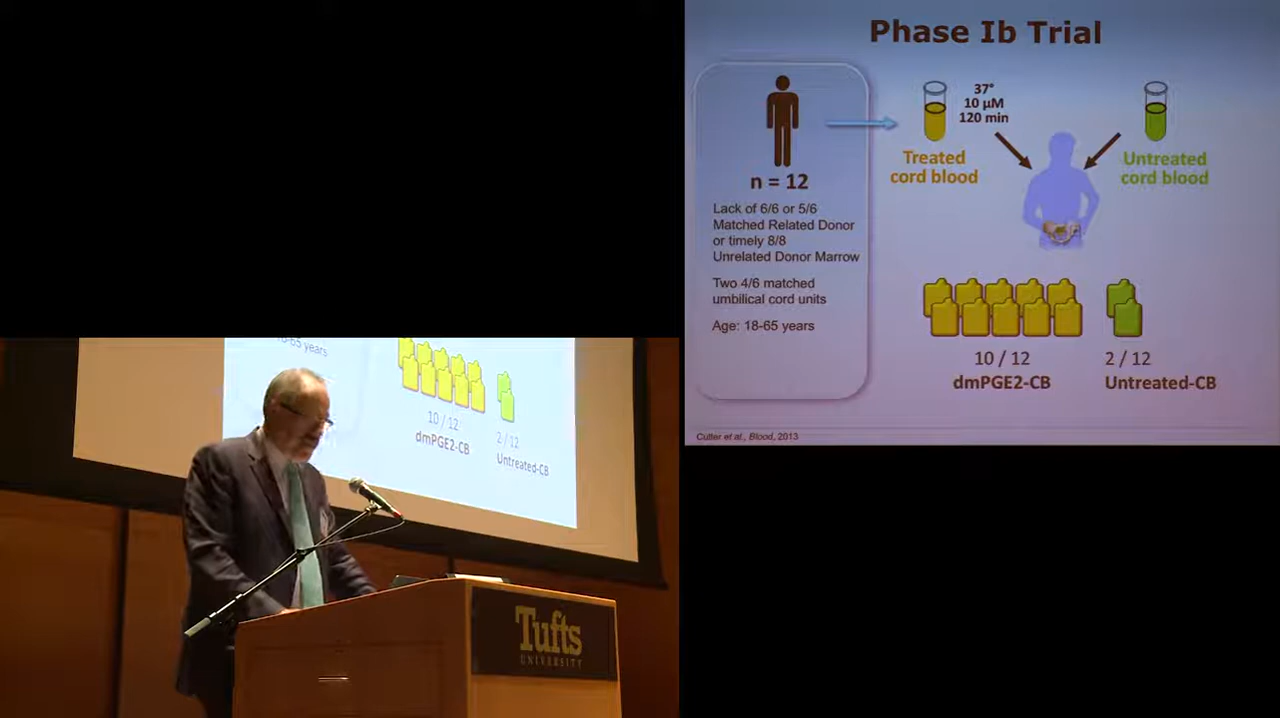 Phase Ib Trial
n = 12
Lack of 6/6 or 5/6
Matched Related Donor
or timely 8/8
Unrelated Donor Marrow
Two 4/6 matched
umbilical cord units
Age: 18-65 years
37°
10 µM
120 min
Treated
cord blood
Untreated
cord blood
10 / 12
dmPGE2-CB
2 / 12
Untreated-CB
Cutler et al., Blood, 2013
18-65 years
10 / 12
dmPGE2-CB
2 / 12
Untreated-CB
Tufts
UNIVERSITY